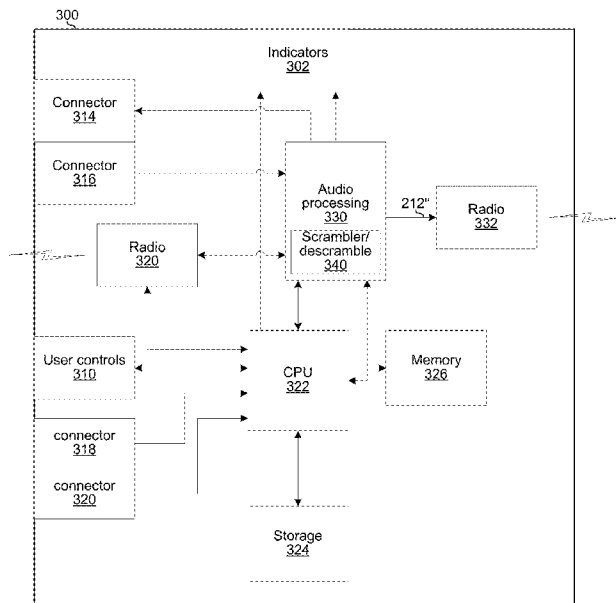 300
Indicators
302
Connector
314
Connector
316
Audio
processing
330
Scrambler/
descramble
340
212"
Radio
332
Radio
320
User controls
310
CPU
322
Memory
326
connector
318
connector
320
Storage
324